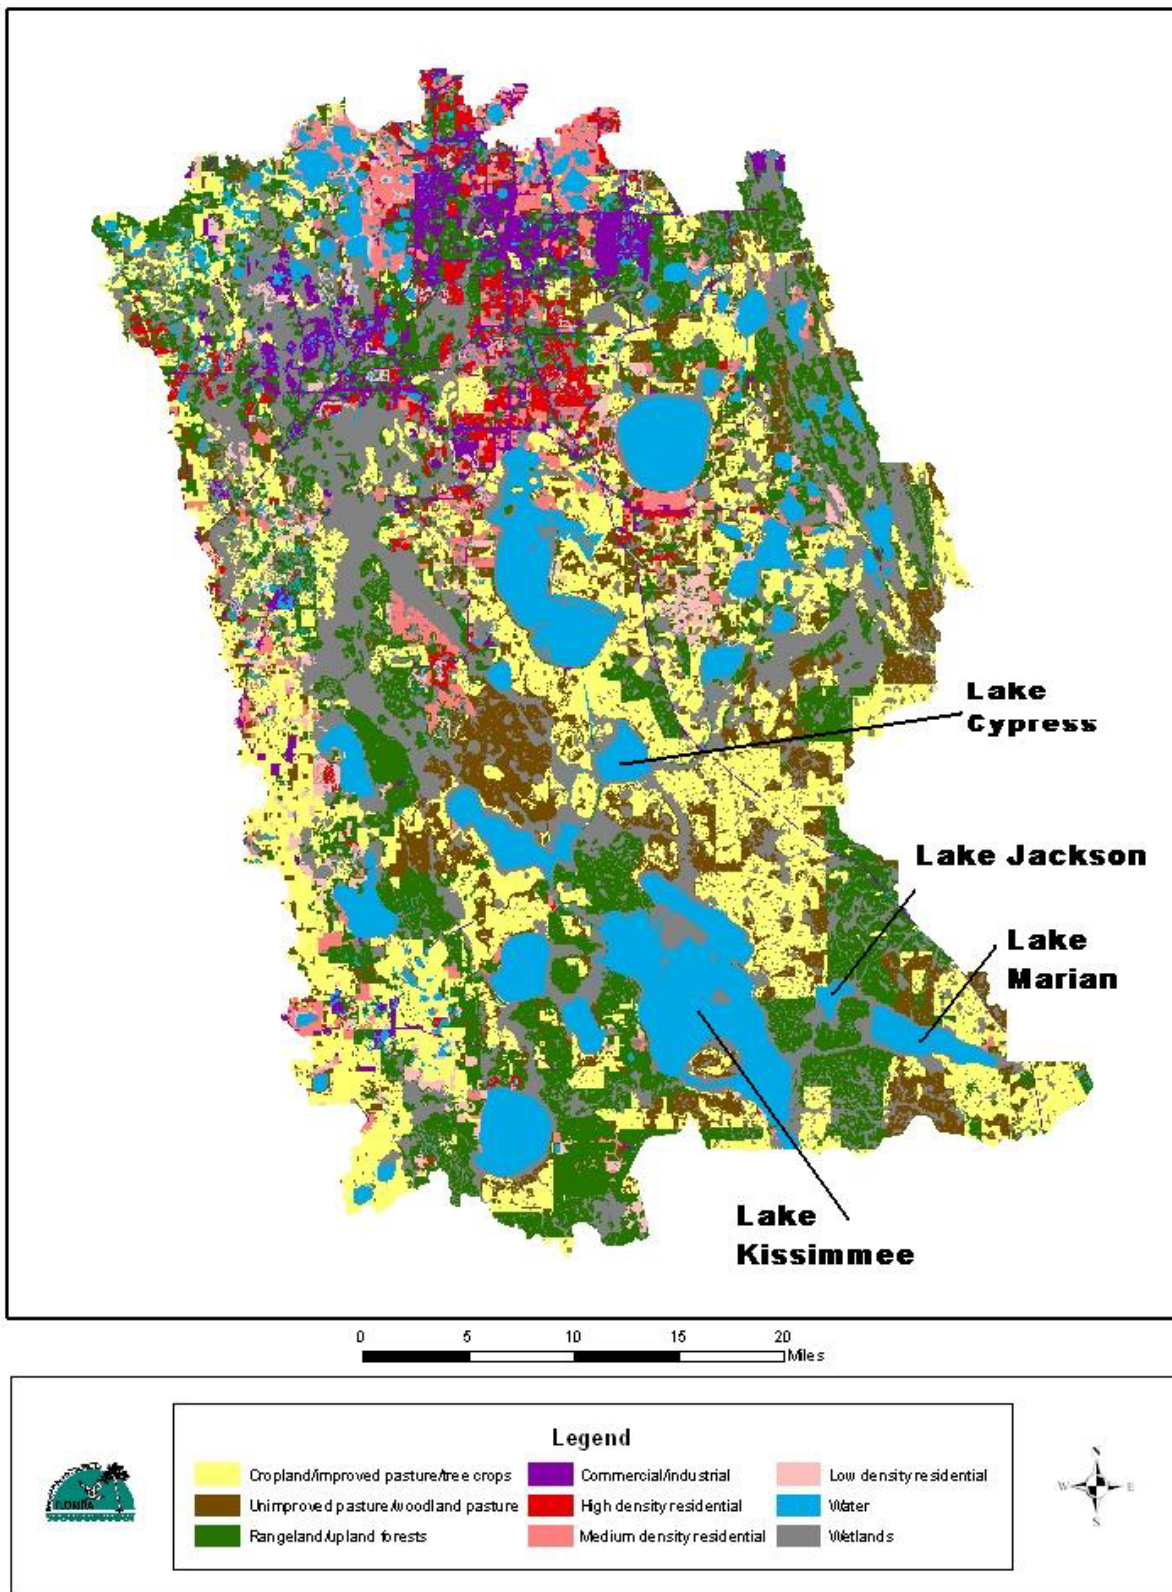 Lake
Cypress
Lake Jackson
Lake
Marian
Lake
Kissimmee
0 5 10 15 20
Miles
Legend
Cropland/improved pasture/tree crops
Unimproved pasture/woodland pasture
Rangeland/upland forests
Commercial/industrial
High density residential
Medium density residential
Low density residential
Water
Wetlands
FLORIDA
N
W E
S